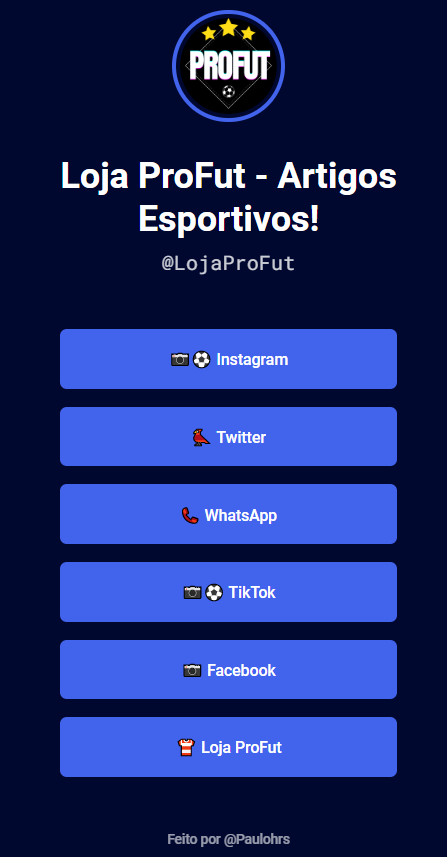 PROFUT
Loja ProFut - Artigos
Esportivos!
@LojaProFut
📷⚽ Instagram
🐦 Twitter
📞 WhatsApp
📷⚽ TikTok
📷 Facebook
👕 Loja ProFut
Feito por @Paulohrs